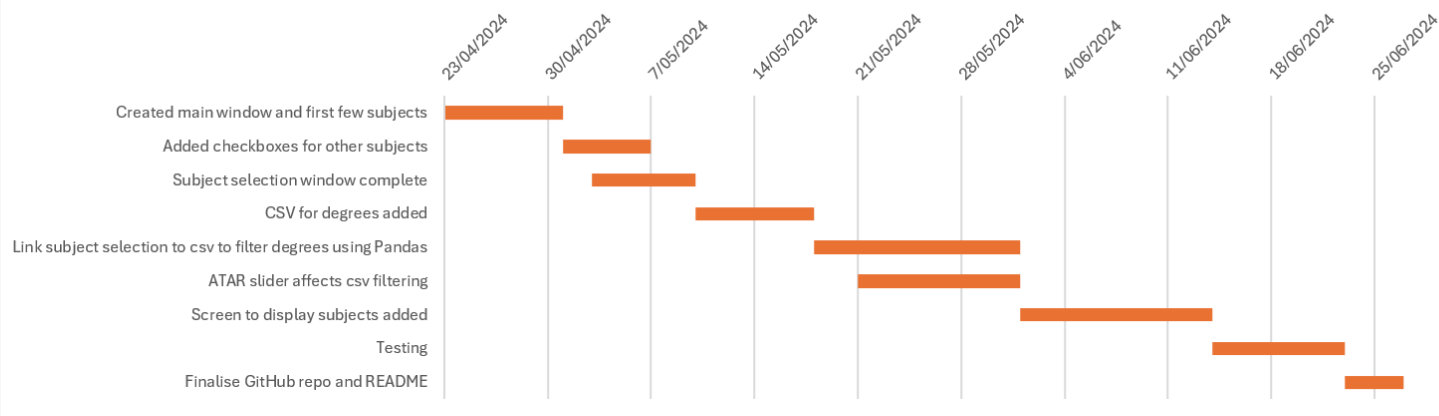 23/04/2024
30/04/2024
7/05/2024
14/05/2024
21/05/2024
28/05/2024
4/06/2024
11/06/2024
18/06/2024
25/06/2024
Created main window and first few subjects
Added checkboxes for other subjects
Subject selection window complete
CSV for degrees added
Link subject selection to csv to filter degrees using Pandas
ATAR slider affects csv filtering
Screen to display subjects added
Testing
Finalise GitHub repo and README